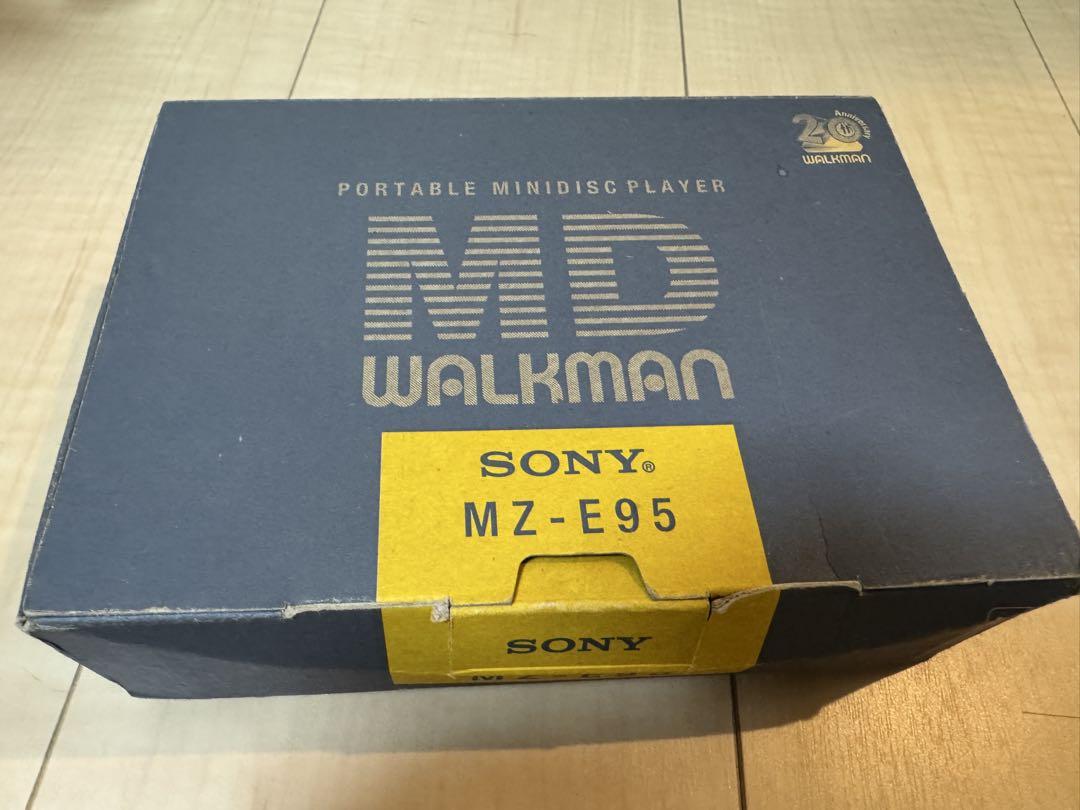 20 Anniversary
WALKMAN
PORTABLE MINIDISC PLAYER
MD
WALKMAN
SONY®
MZ-E95
SONY